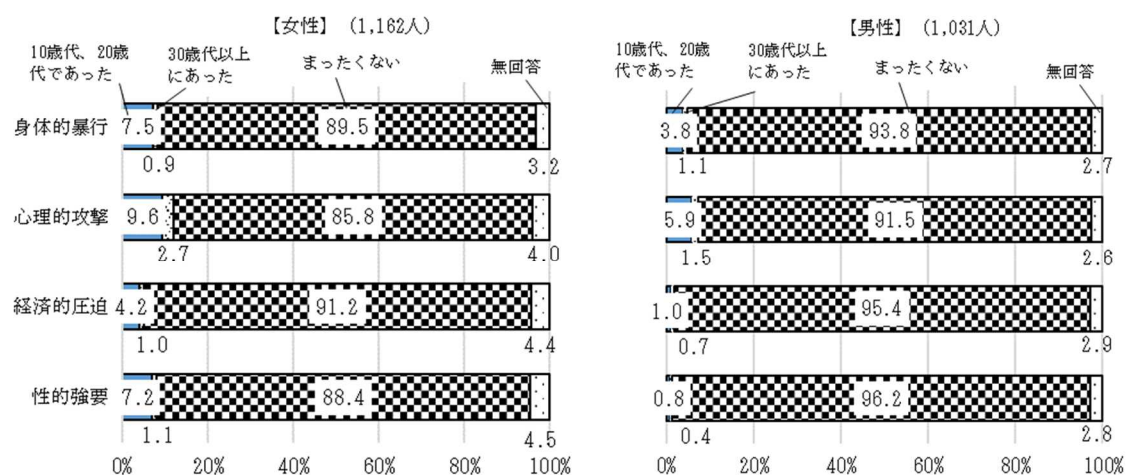 【女性】 (1,162人)
10歳代、20歳
代であった
30歳代以上
にあった
まったくない
無回答
身体的暴行
7.5
89.5
0.9
3.2
心理的攻撃
9.6
85.8
2.7
4.0
経済的圧迫
4.2
91.2
1.0
4.4
性的強要
7.2
88.4
1.1
4.5
0%
20%
40%
60%
80%
100%
【男性】 (1,031人)
10歳代、20歳
代であった
30歳代以上
にあった
まったくない
無回答
3.8
93.8
1.1
2.7
5.9
91.5
1.5
2.6
1.0
95.4
0.7
2.9
0.8
96.2
0.4
2.8
0%
20%
40%
60%
80%
100%